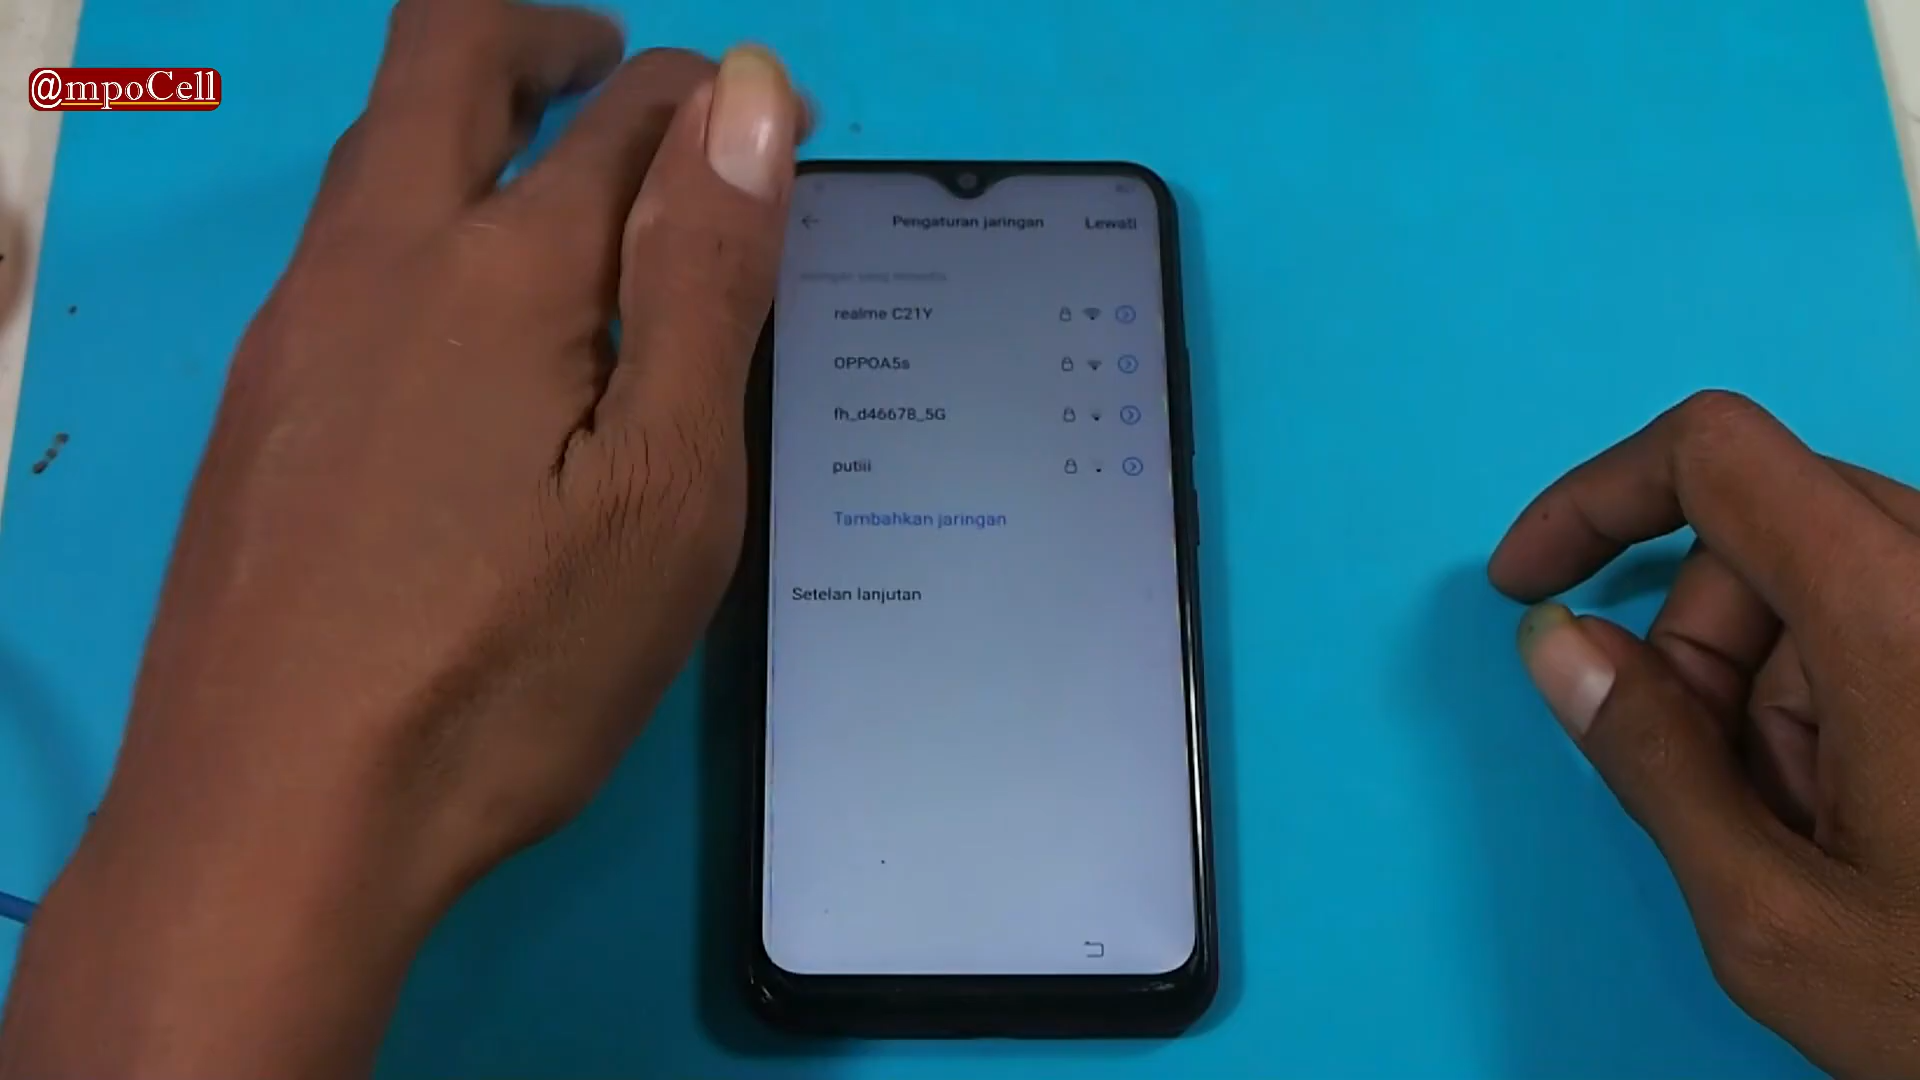 @mpoCell
Pengaturan jaringan
Lewati
realme C21Y
OPPOA5s
fh_d46678_5G
putiii
Tambahkan jaringan
Setelan lanjutan